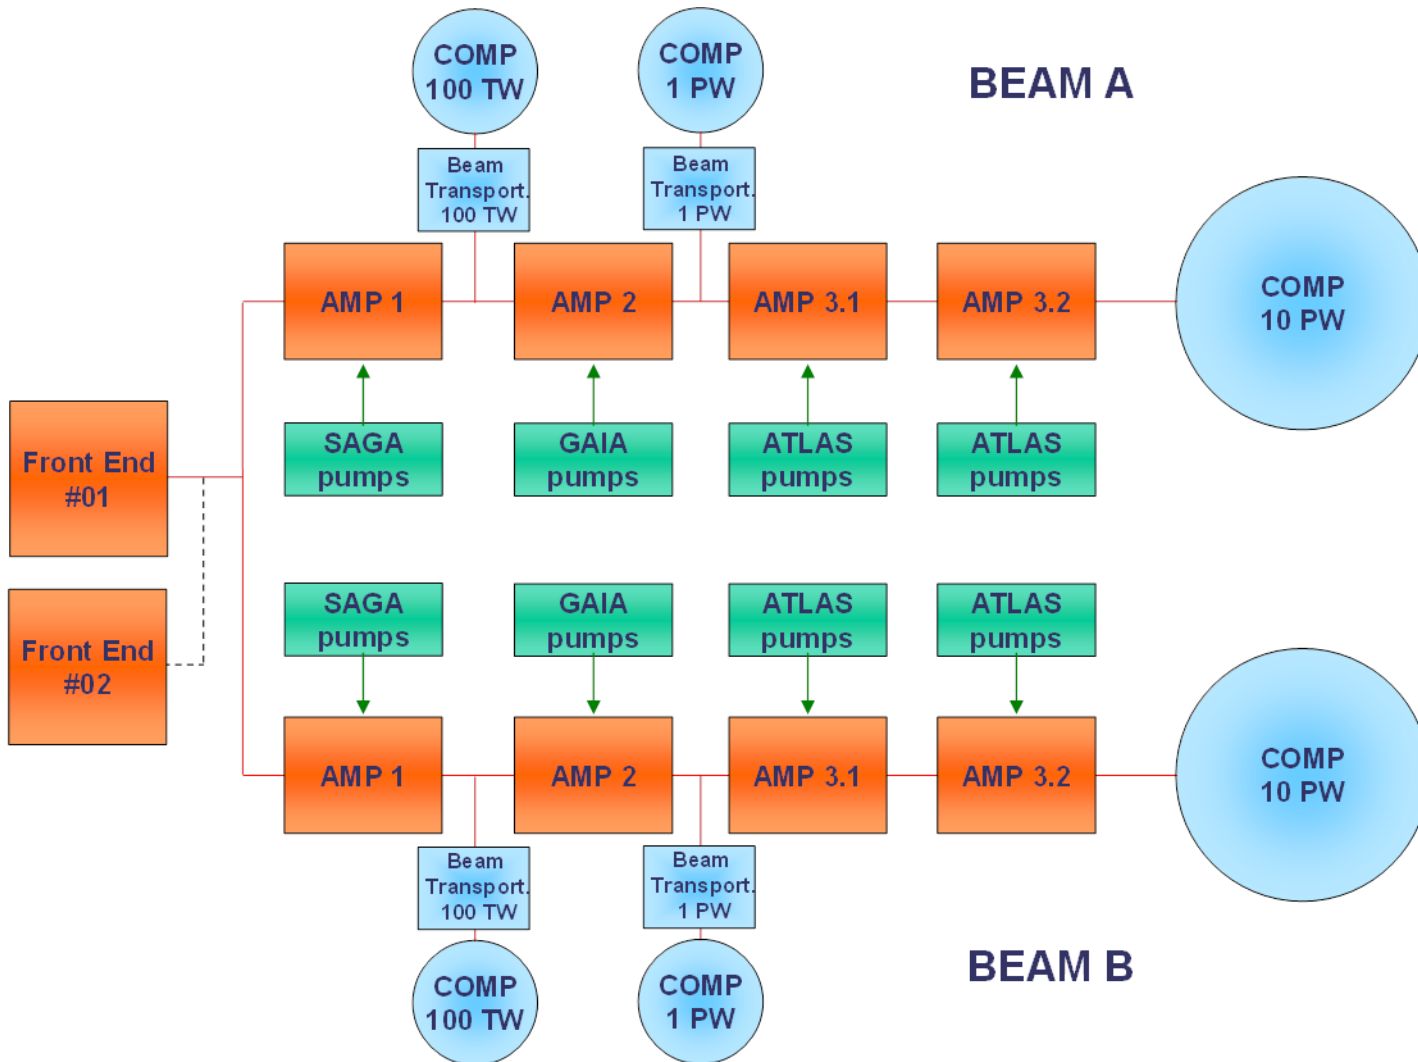 COMP
100 TW
COMP
1 PW
BEAM A
Beam
Transport.
100 TW
Beam
Transport.
1 PW
AMP 1
AMP 2
AMP 3.1
AMP 3.2
COMP
10 PW
SAGA
pumps
GAIA
pumps
ATLAS
pumps
ATLAS
pumps
Front End
#01
Front End
#02
SAGA
pumps
GAIA
pumps
ATLAS
pumps
ATLAS
pumps
AMP 1
AMP 2
AMP 3.1
AMP 3.2
COMP
10 PW
Beam
Transport.
100 TW
Beam
Transport.
1 PW
COMP
100 TW
COMP
1 PW
BEAM B